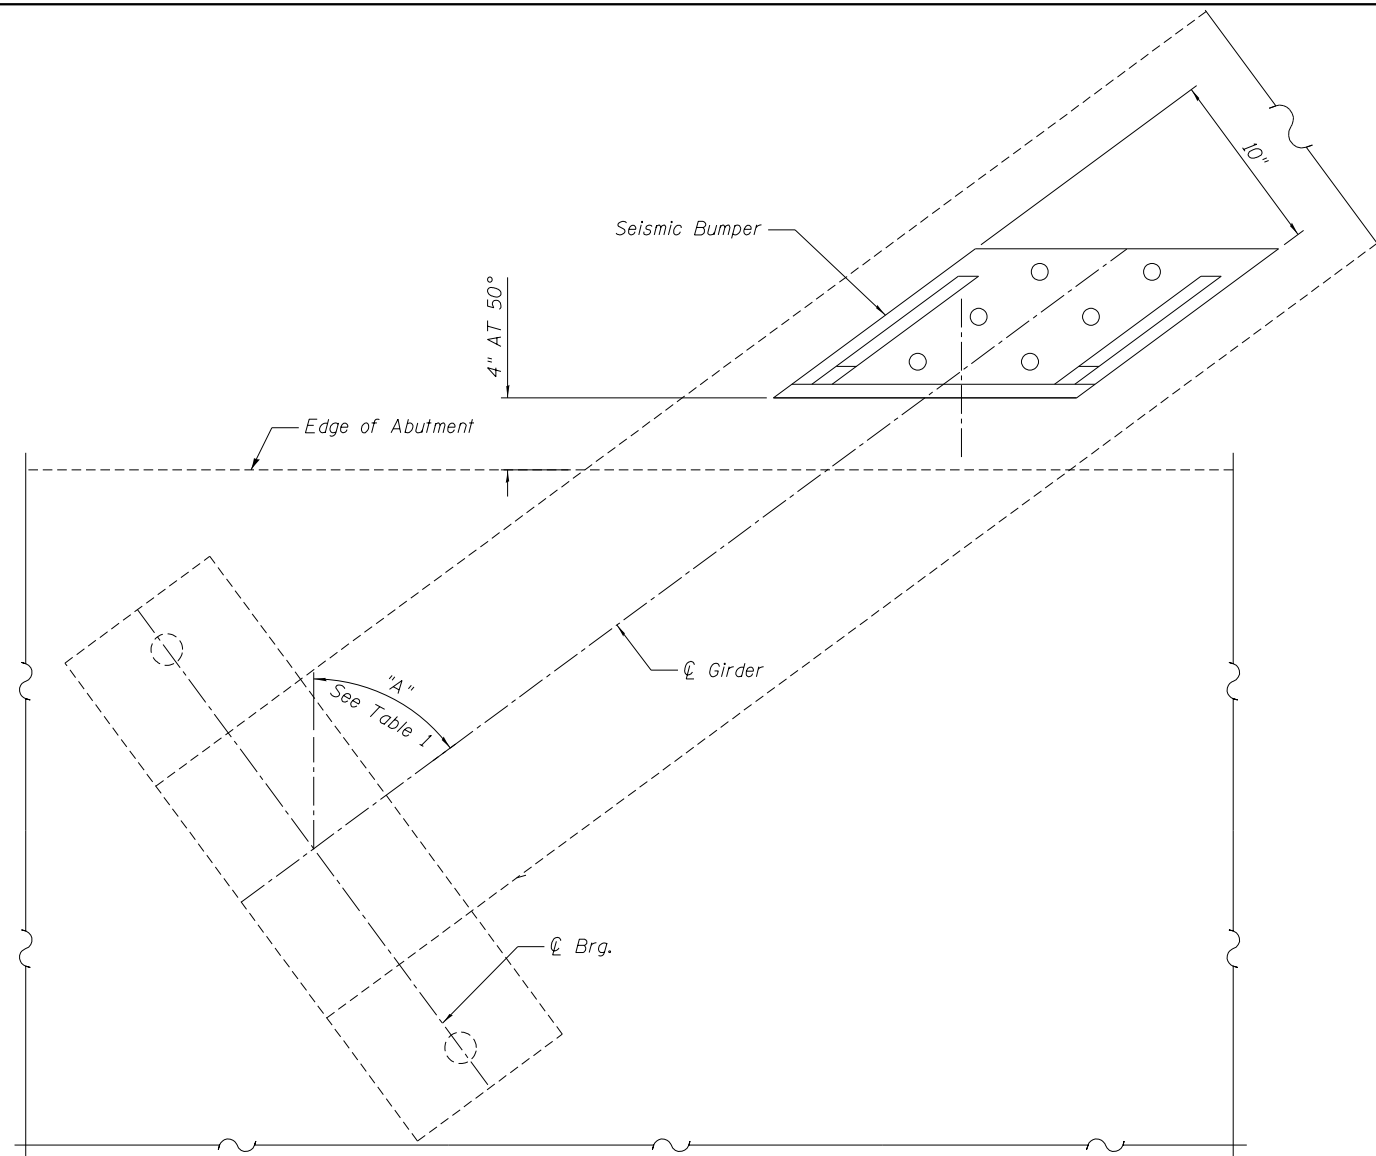 10"
Seismic Bumper
4" AT 50°
Edge of Abutment
℄ Girder
"A"
See Table 1
℄ Brg.